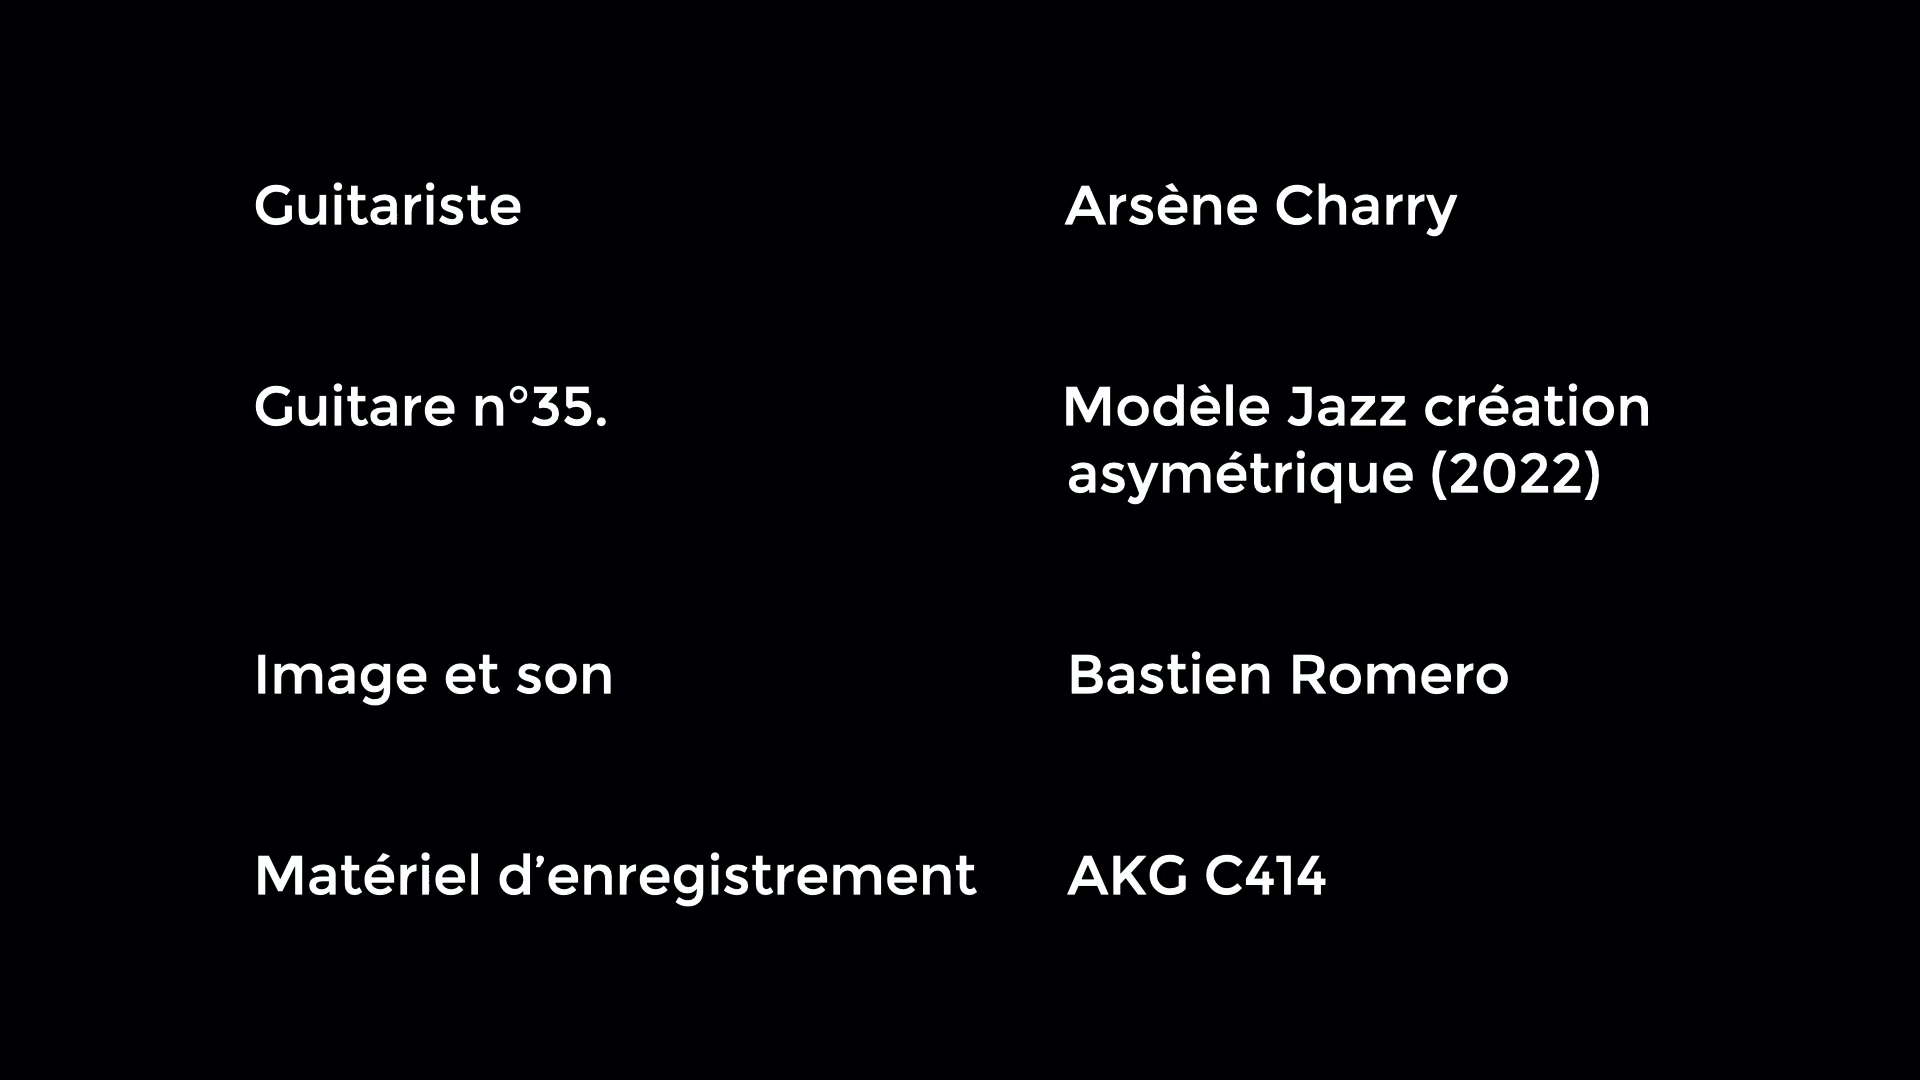 Guitariste Arsène Charry
Guitare n°35. Modèle Jazz création
asymétrique (2022)
Image et son Bastien Romero
Matériel d’enregistrement AKG C414